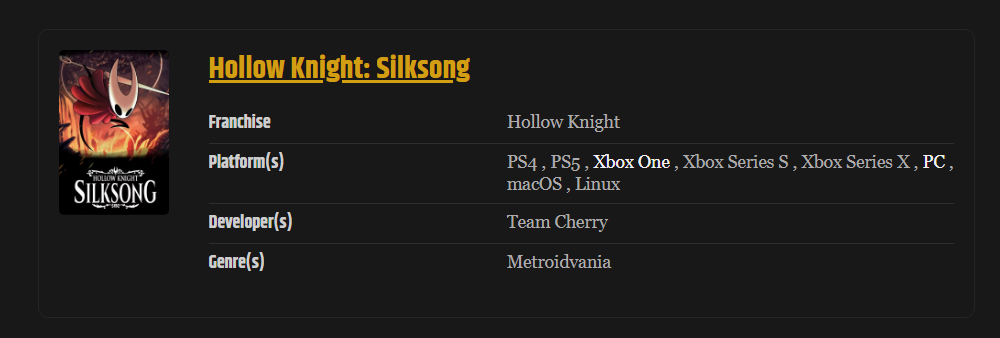 Hollow Knight: Silksong
HOLLOW KNIGHT
SILKSONG
Franchise
Hollow Knight
Platform(s)
PS4 , PS5 , Xbox One , Xbox Series S , Xbox Series X , PC ,
macOS , Linux
Developer(s)
Team Cherry
Genre(s)
Metroidvania